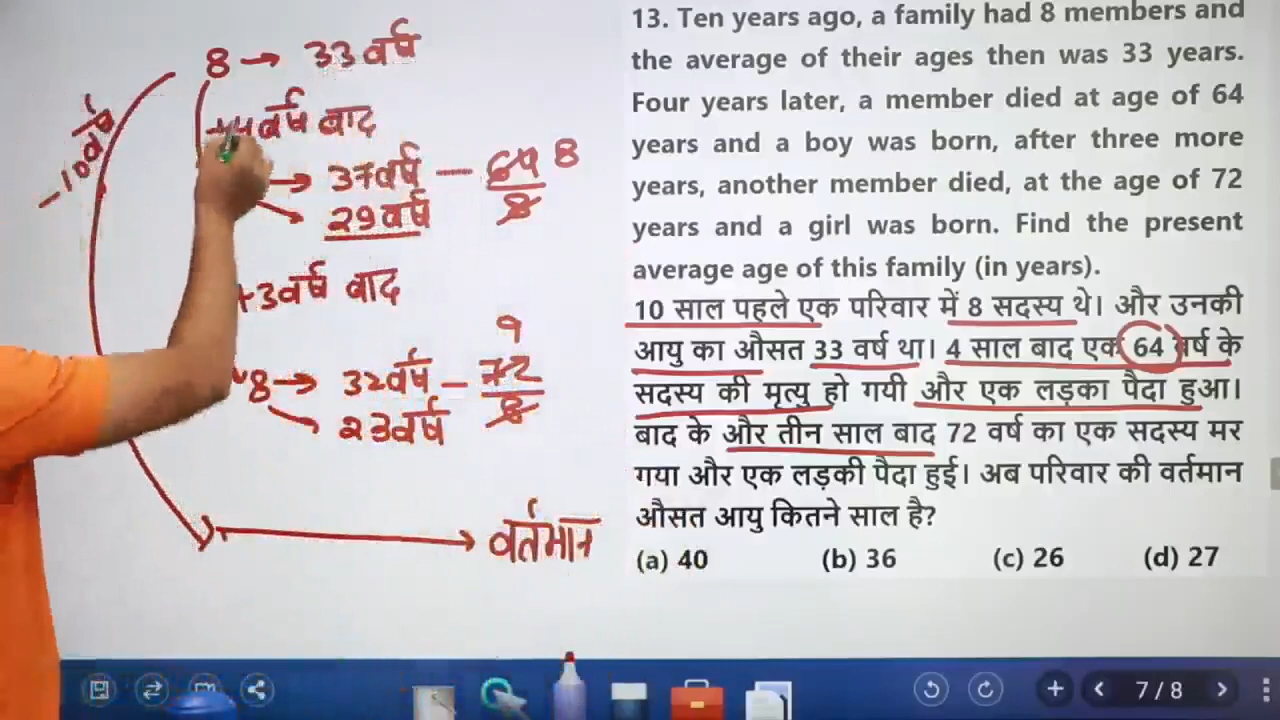 8 → 33 वर्ष
-10 वर्ष
+4 वर्ष बाद
→ 37 वर्ष — 64/8 8
29 वर्ष
+3 वर्ष बाद
8 → 32 वर्ष — 72/8 9
23 वर्ष
→ वर्तमान
13. Ten years ago, a family had 8 members and
the average of their ages then was 33 years.
Four years later, a member died at age of 64
years and a boy was born, after three more
years, another member died, at the age of 72
years and a girl was born. Find the present
average age of this family (in years).
10 साल पहले एक परिवार में 8 सदस्य थे। और उनकी
आयु का औसत 33 वर्ष था। 4 साल बाद एक 64 वर्ष के
सदस्य की मृत्यु हो गयी और एक लड़का पैदा हुआ।
बाद के और तीन साल बाद 72 वर्ष का एक सदस्य मर
गया और एक लड़की पैदा हुई। अब परिवार की वर्तमान
औसत आयु कितने साल है?
(a) 40 (b) 36 (c) 26 (d) 27
7 / 8